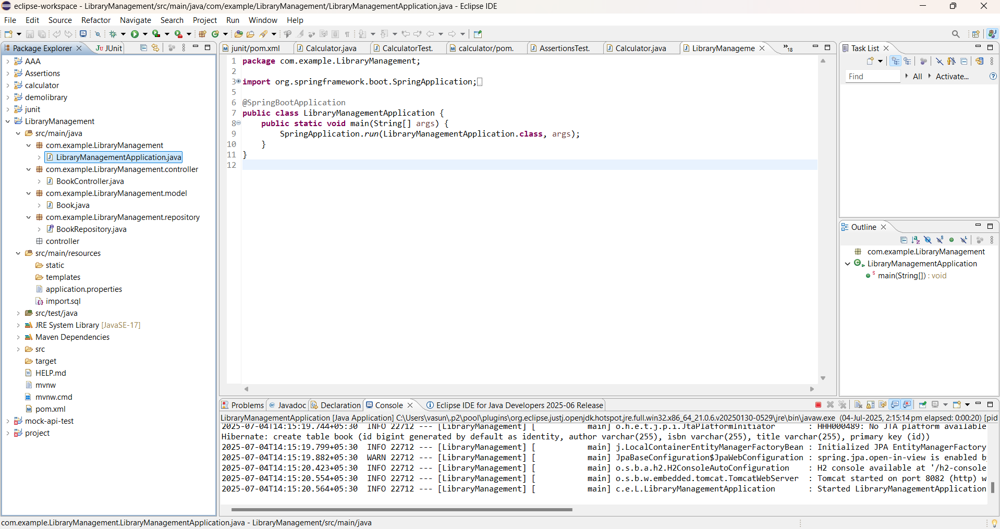 eclipse-workspace - LibraryManagement/src/main/java/com/example/LibraryManagement/LibraryManagementApplication.java - Eclipse IDE
File Edit Source Refactor Navigate Search Project Run Window Help
Package Explorer
JUnit
AAA
Assertions
calculator
demolibrary
junit
LibraryManagement
src/main/java
com.example.LibraryManagement
LibraryManagementApplication.java
com.example.LibraryManagement.controller
BookController.java
com.example.LibraryManagement.model
Book.java
com.example.LibraryManagement.repository
BookRepository.java
controller
src/main/resources
static
templates
application.properties
import.sql
src/test/java
JRE System Library [JavaSE-17]
Maven Dependencies
src
target
HELP.md
mvnw
mvnw.cmd
pom.xml
mock-api-test
project
junit/pom.xml Calculator.java CalculatorTest. calculator/pom. AssertionsTest. Calculator.java LibraryManageme »18
1 package com.example.LibraryManagement;
2
3 import org.springframework.boot.SpringApplication;
5
6 @SpringBootApplication
7 public class LibraryManagementApplication {
8 public static void main(String[] args) {
9 SpringApplication.run(LibraryManagementApplication.class, args);
10 }
11 }
12
Task List
Find All Activate...
Outline
com.example.LibraryManagement
LibraryManagementApplication
main(String[]) : void
Problems @ Javadoc Declaration Console Eclipse IDE for Java Developers 2025-06 Release
LibraryManagementApplication [Java Application] C:\Users\vasun\.p2\pool\plugins\org.eclipse.justj.openjdk.hotspot.jre.full.win32.x86_64_21.0.6.v20250130-0529\jre\bin\javaw.exe (04-Jul-2025, 2:15:14 pm elapsed: 0:00:20) [pid
2025-07-04T14:15:19.744+05:30 INFO 22712 --- [LibraryManagement] [ main] o.h.e.t.j.p.i.JtaPlatformInitiator : HHH000489: No JTA platform available
Hibernate: create table book (id bigint generated by default as identity, author varchar(255), isbn varchar(255), title varchar(255), primary key (id))
2025-07-04T14:15:19.799+05:30 INFO 22712 --- [LibraryManagement] [ main] j.LocalContainerEntityManagerFactoryBean : Initialized JPA EntityManagerFactory
2025-07-04T14:15:19.882+05:30 WARN 22712 --- [LibraryManagement] [ main] JpaBaseConfiguration$JpaWebConfiguration : spring.jpa.open-in-view is enabled b
2025-07-04T14:15:20.423+05:30 INFO 22712 --- [LibraryManagement] [ main] o.s.b.a.h2.H2ConsoleAutoConfiguration : H2 console available at '/h2-console
2025-07-04T14:15:20.554+05:30 INFO 22712 --- [LibraryManagement] [ main] o.s.b.w.embedded.tomcat.TomcatWebServer : Tomcat started on port 8082 (http) w
2025-07-04T14:15:20.564+05:30 INFO 22712 --- [LibraryManagement] [ main] c.e.L.LibraryManagementApplication : Started LibraryManagementApplication
com.example.LibraryManagement.LibraryManagementApplication.java - LibraryManagement/src/main/java